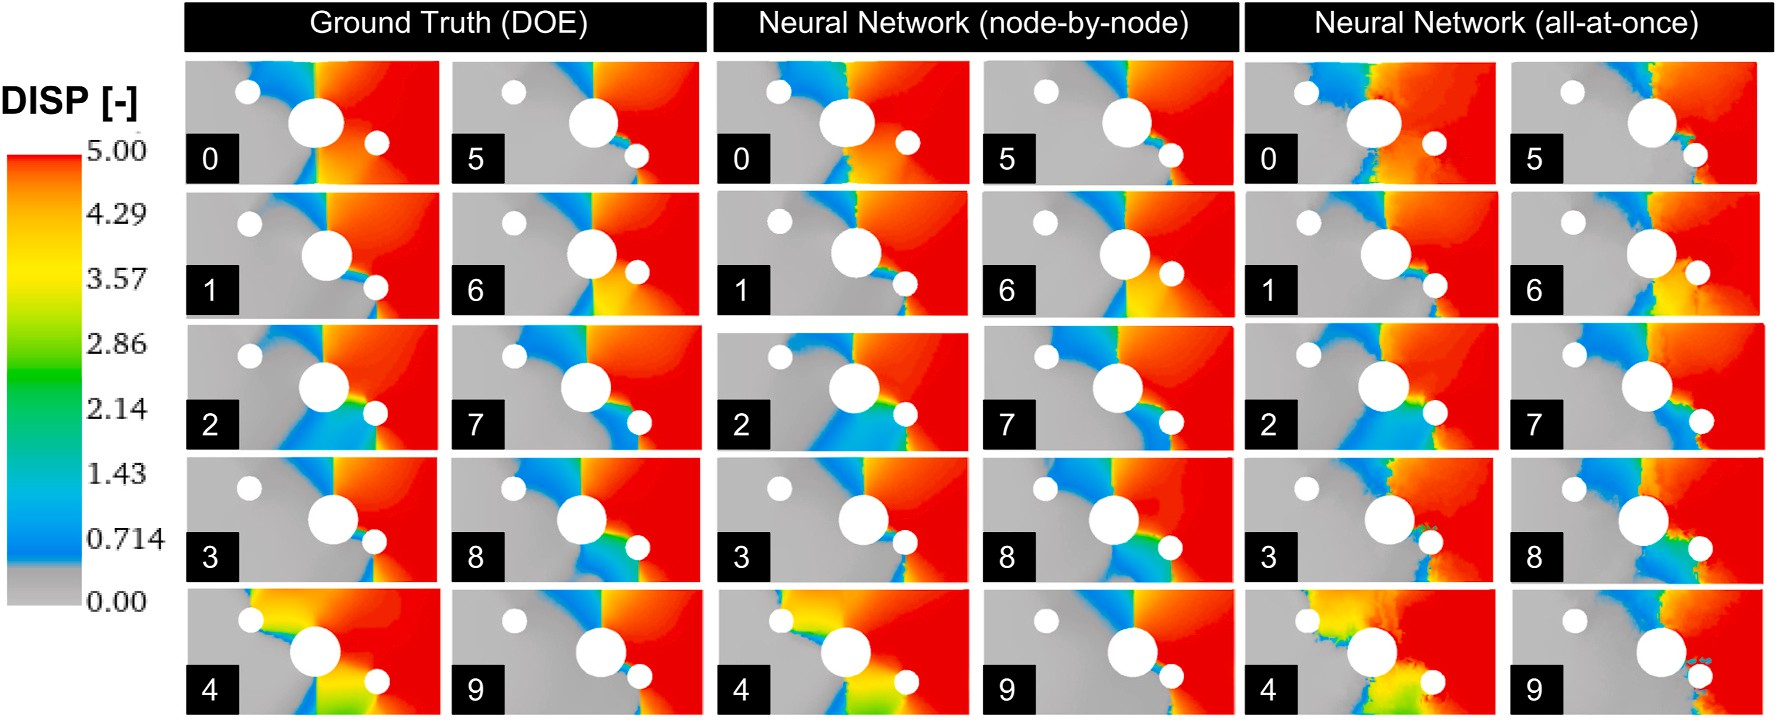 Ground Truth (DOE) Neural Network (node-by-node) Neural Network (all-at-once)
DISP [-]
5.00
4.29
3.57
2.86
2.14
1.43
0.714
0.00
0 5 0 5 0 5
1 6 1 6 1 6
2 7 2 7 2 7
3 8 3 8 3 8
4 9 4 9 4 9